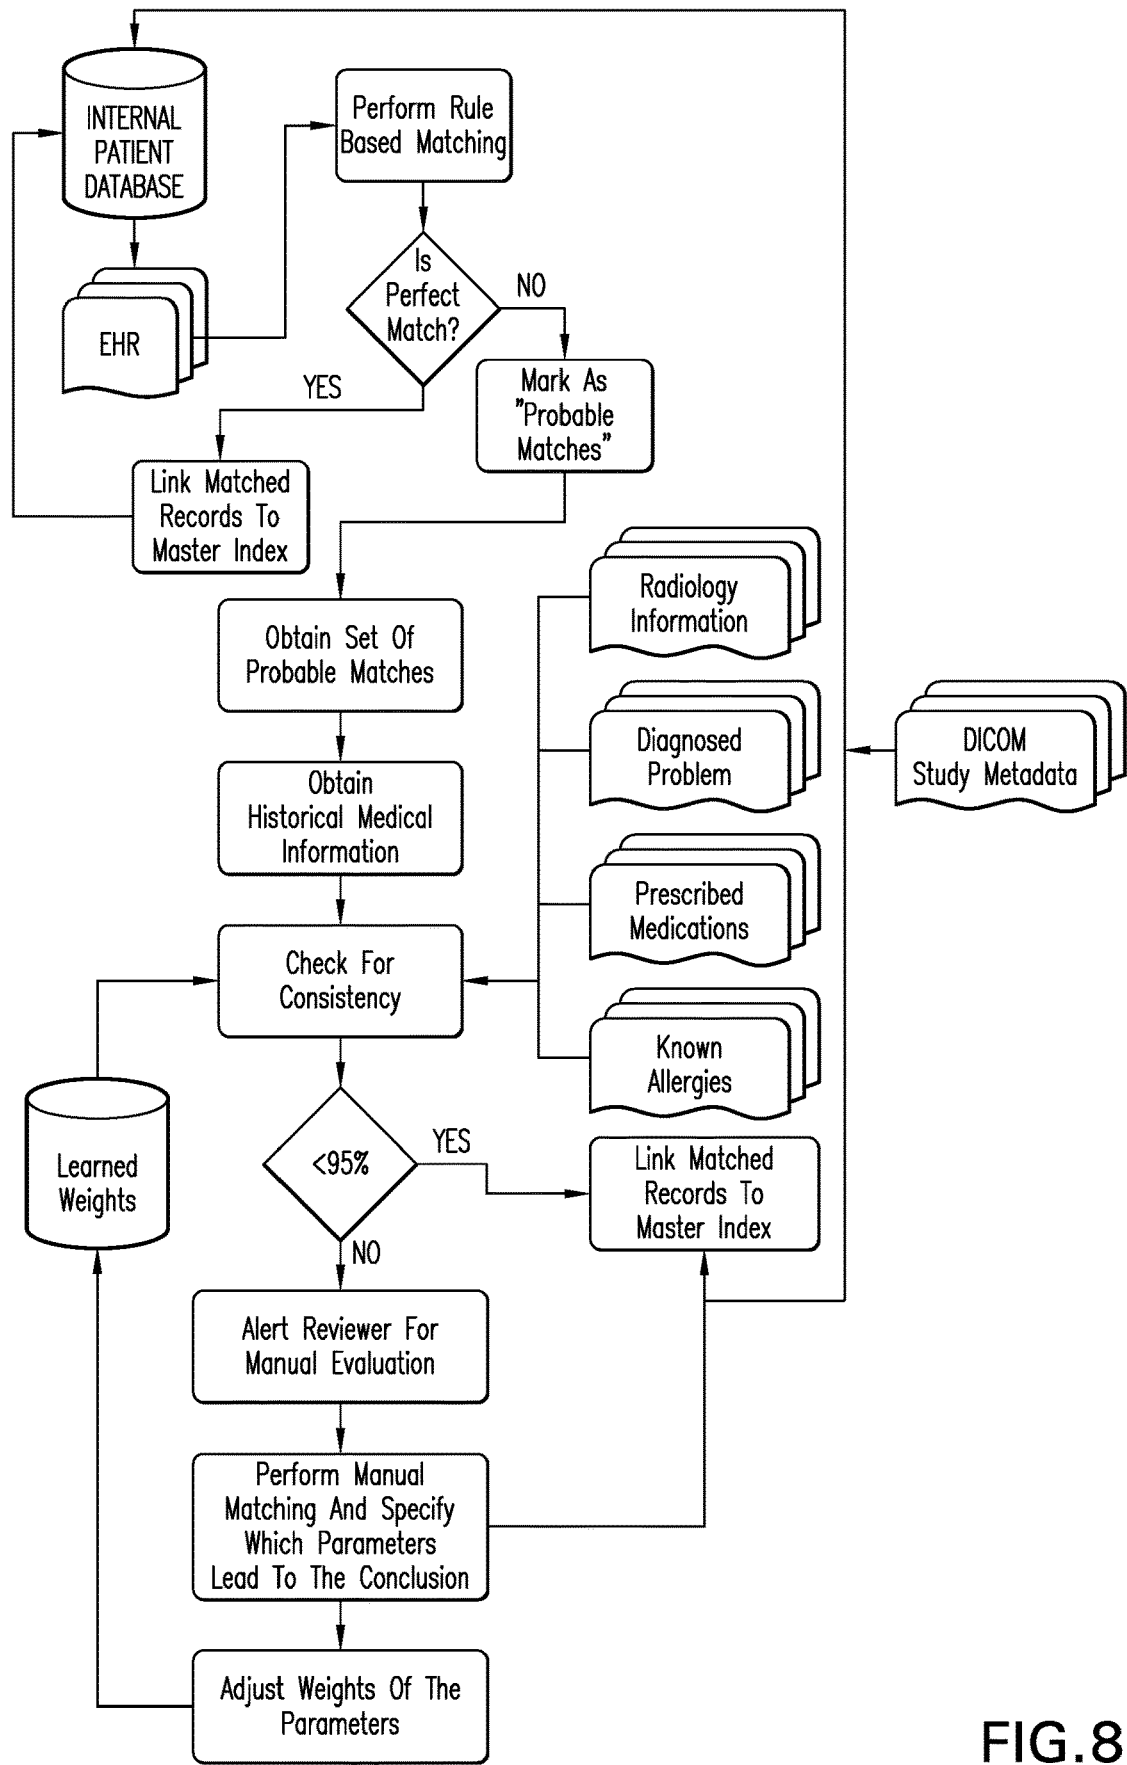 INTERNAL
PATIENT
DATABASE
Perform Rule
Based Matching
EHR
Is
Perfect
Match?
NO
YES
Mark As
"Probable
Matches"
Link Matched
Records To
Master Index
Obtain Set Of
Probable Matches
Radiology
Information
Obtain
Historical Medical
Information
Diagnosed
Problem
DICOM
Study Metadata
Prescribed
Medications
Check For
Consistency
Known
Allergies
Learned
Weights
<95%
YES
NO
Link Matched
Records To
Master Index
Alert Reviewer For
Manual Evaluation
Perform Manual
Matching And Specify
Which Parameters
Lead To The Conclusion
Adjust Weights Of The
Parameters
FIG.8